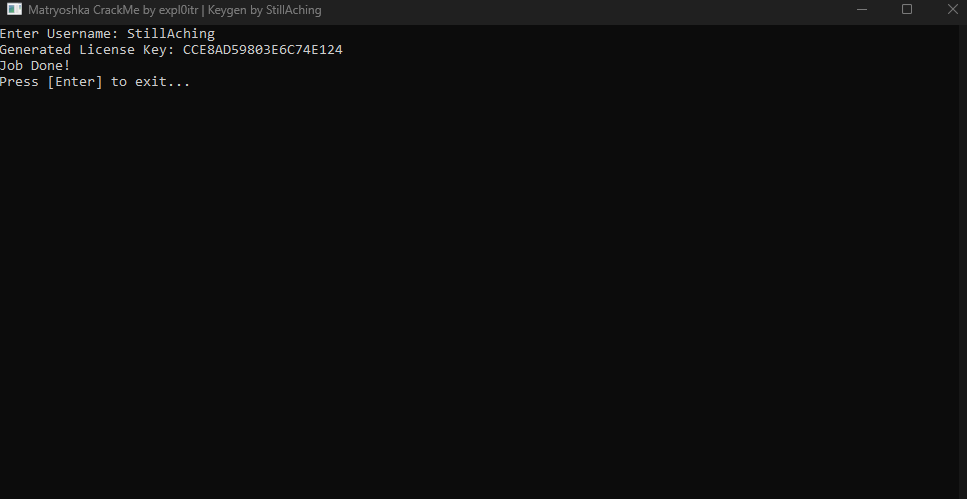 Matryoshka CrackMe by expl0itr | Keygen by StillAching
Enter Username: StillAching
Generated License Key: CCE8AD59803E6C74E124
Job Done!
Press [Enter] to exit...